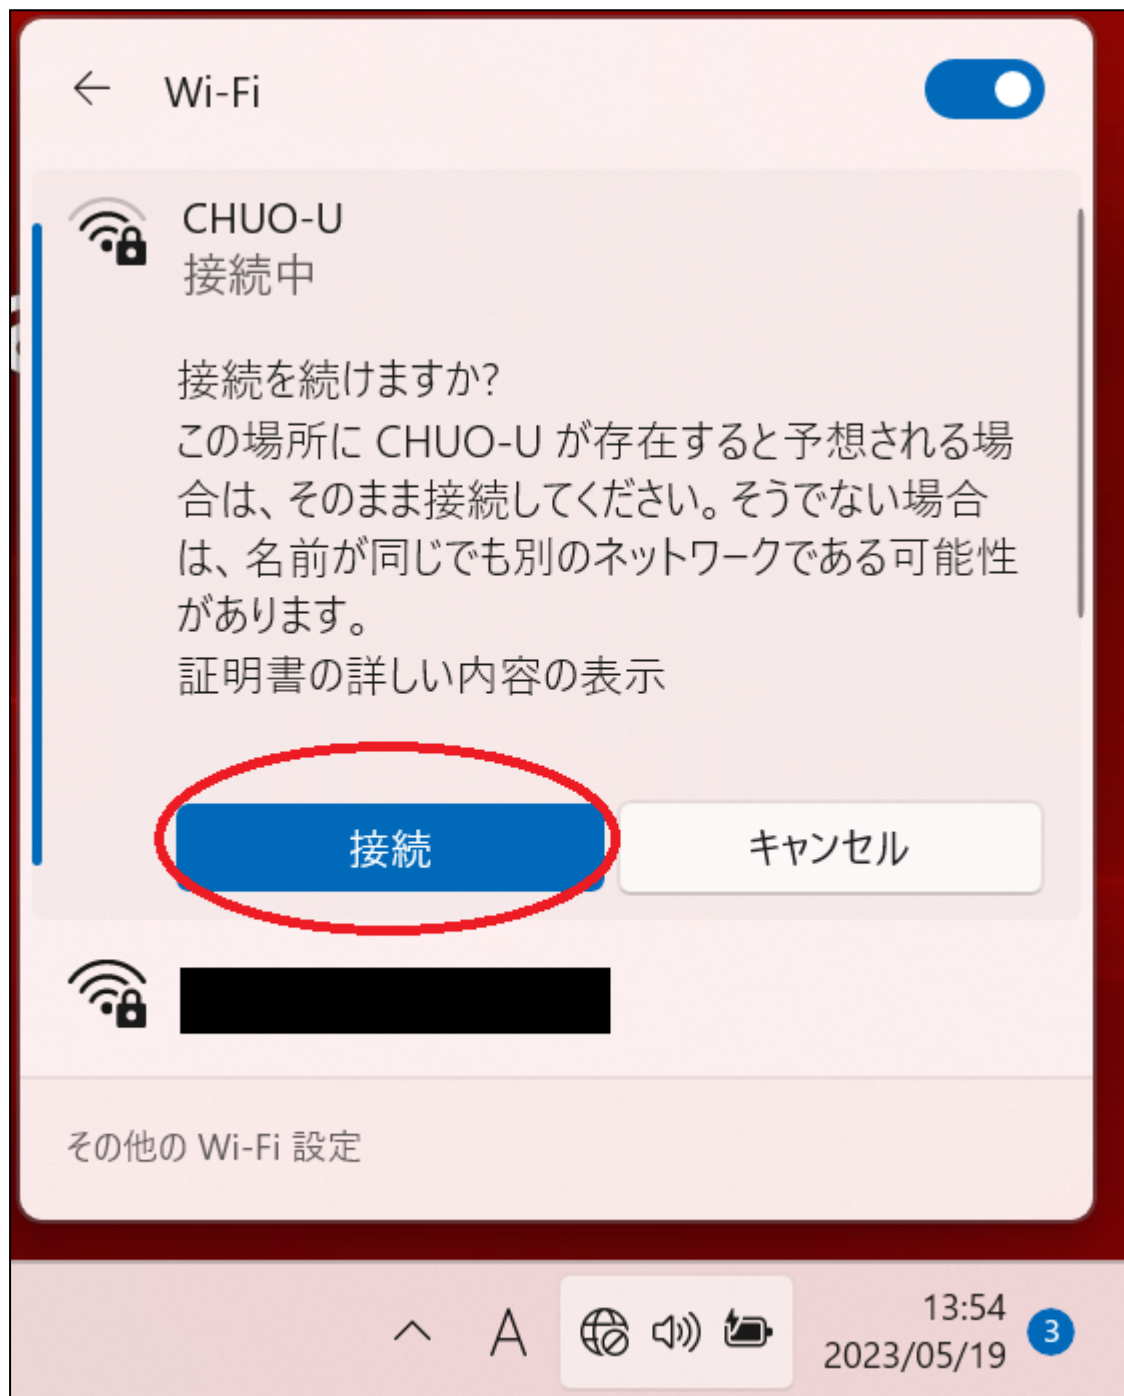 Wi-Fi
CHUO-U
接続中
接続を続けますか?
この場所に CHUO-U が存在すると予想される場
合は、そのまま接続してください。そうでない場合
は、名前が同じでも別のネットワークである可能性
があります。
証明書の詳しい内容の表示
接続
キャンセル
その他の Wi-Fi 設定
A
13:54
2023/05/19
3